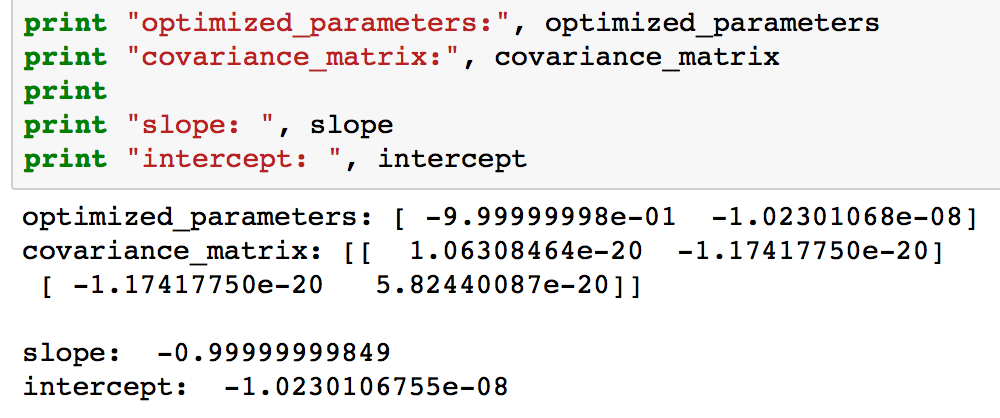 print "optimized_parameters:", optimized_parameters
print "covariance_matrix:", covariance_matrix
print
print "slope: ", slope
print "intercept: ", intercept
optimized_parameters: [ -9.99999998e-01  -1.02301068e-08]
covariance_matrix: [[  1.06308464e-20  -1.17417750e-20]
 [ -1.17417750e-20   5.82440087e-20]]
slope:  -0.99999999849
intercept:  -1.0230106755e-08